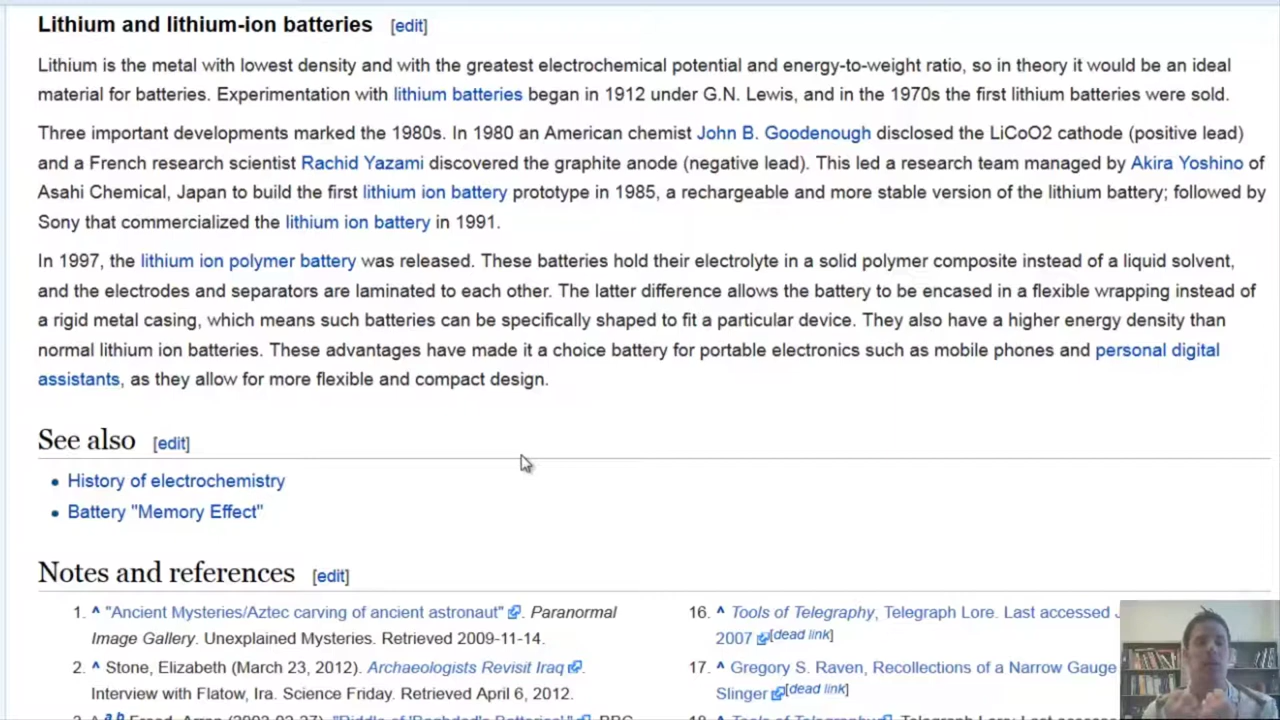 Lithium and lithium-ion batteries [edit]
Lithium is the metal with lowest density and with the greatest electrochemical potential and energy-to-weight ratio, so in theory it would be an ideal
material for batteries. Experimentation with lithium batteries began in 1912 under G.N. Lewis, and in the 1970s the first lithium batteries were sold.
Three important developments marked the 1980s. In 1980 an American chemist John B. Goodenough disclosed the LiCoO2 cathode (positive lead)
and a French research scientist Rachid Yazami discovered the graphite anode (negative lead). This led a research team managed by Akira Yoshino of
Asahi Chemical, Japan to build the first lithium ion battery prototype in 1985, a rechargeable and more stable version of the lithium battery; followed by
Sony that commercialized the lithium ion battery in 1991.
In 1997, the lithium ion polymer battery was released. These batteries hold their electrolyte in a solid polymer composite instead of a liquid solvent,
and the electrodes and separators are laminated to each other. The latter difference allows the battery to be encased in a flexible wrapping instead of
a rigid metal casing, which means such batteries can be specifically shaped to fit a particular device. They also have a higher energy density than
normal lithium ion batteries. These advantages have made it a choice battery for portable electronics such as mobile phones and personal digital
assistants, as they allow for more flexible and compact design.
See also [edit]
• History of electrochemistry
• Battery "Memory Effect"
Notes and references [edit]
1. ^ "Ancient Mysteries/Aztec carving of ancient astronaut". Paranormal
Image Gallery. Unexplained Mysteries. Retrieved 2009-11-14.
2. ^ Stone, Elizabeth (March 23, 2012). Archaeologists Revisit Iraq.
Interview with Flatow, Ira. Science Friday. Retrieved April 6, 2012.
16. ^ Tools of Telegraphy, Telegraph Lore. Last accessed
2007 [dead link]
17. ^ Gregory S. Raven, Recollections of a Narrow Gauge
Slinger [dead link]